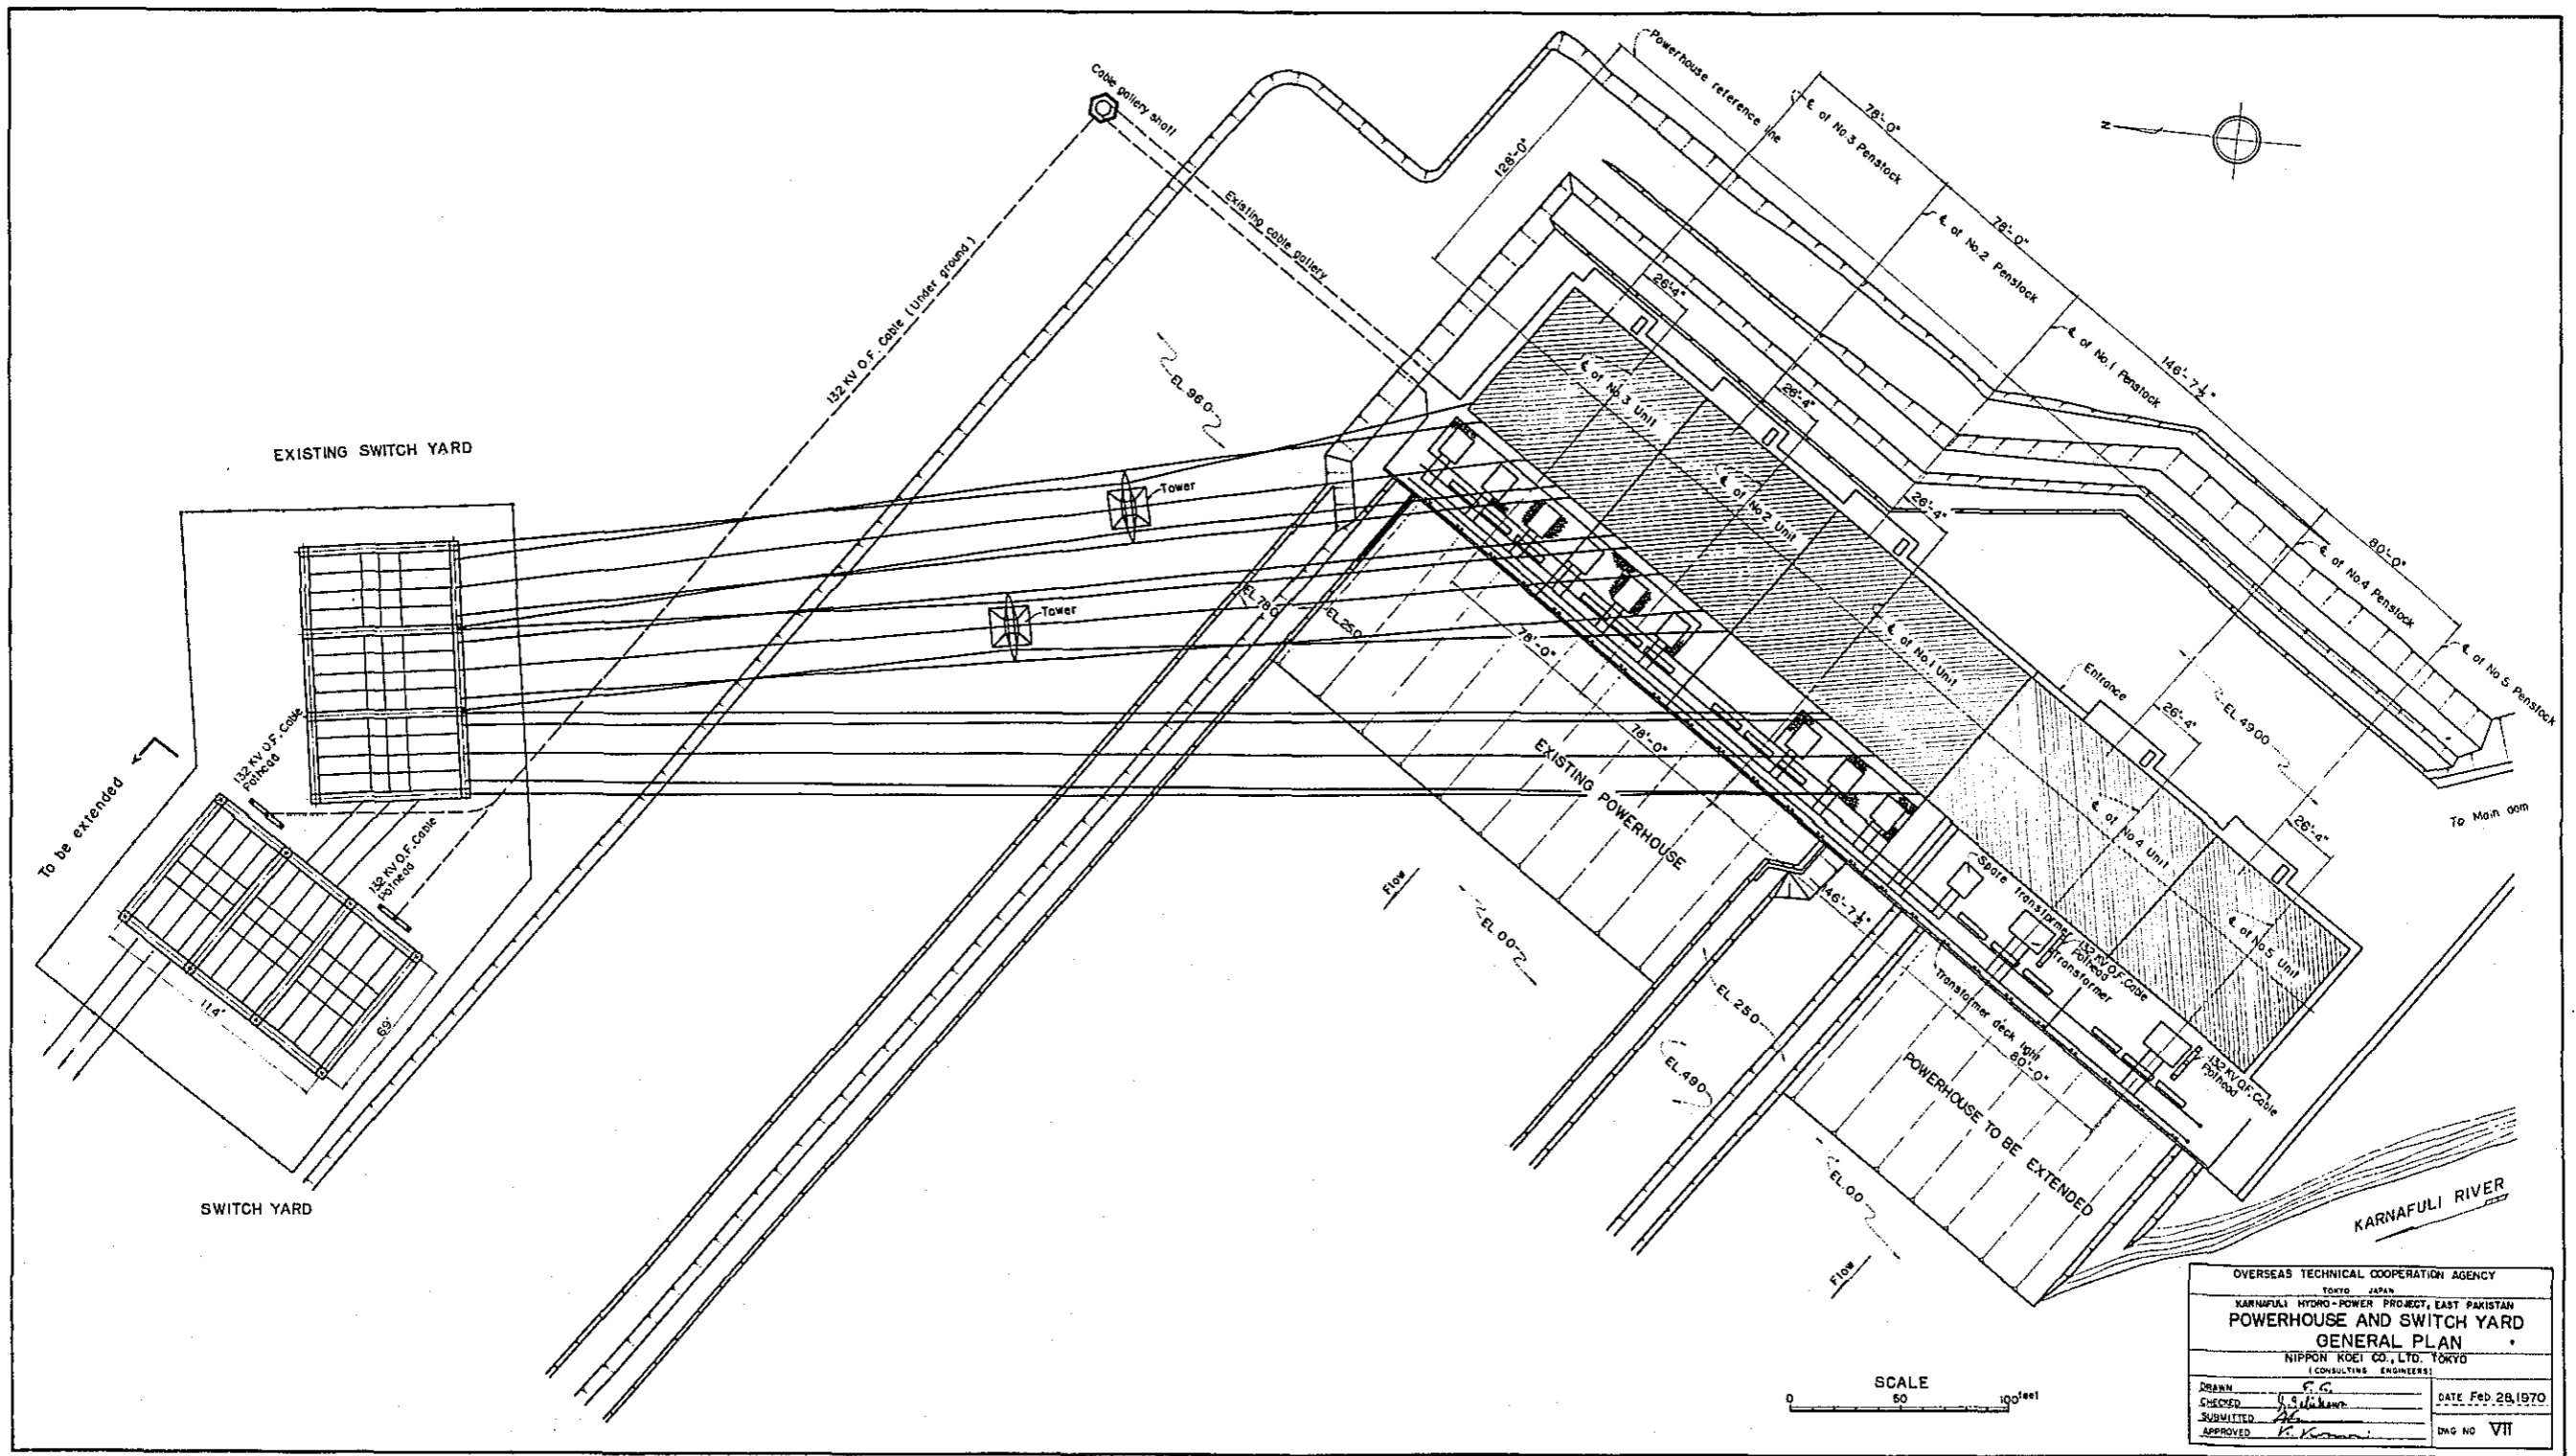 Powerhouse reference line
Cable gallery shaft
℄ of No.3 Penstock
78'-0"
N
128'-0"
℄ of No.2 Penstock
78'-0"
Existing cable gallery
132 KV O.F. Cable (Under ground)
26'-4"
℄ of No.1 Penstock
146'-7½"
EL.96.0
℄ of No.3 Unit
26'-4"
EXISTING SWITCH YARD
Tower
℄ of No.2 Unit
26'-4"
℄ of No.4 Penstock
80'-0"
EL.78.0
EL.25.0
Tower
78'-0"
℄ of No.1 Unit
Entrance
℄ of No.5 Penstock
26'-4"
EL.49.00
132 KV O.F. Cable
Pothead
To be extended
78'-0"
EXISTING POWERHOUSE
℄ of No.4 Unit
26'-4"
To Main dam
132 KV O.F. Cable
Pothead
Flow
EL.0.0
146'-7½"
Spare transformer
132 KV O.F. Cable
Pothead
Transformer
℄ of No.5 Unit
114'
69'
EL.25.0
EL.49.0
Transformer deck light
80'-0"
132 KV O.F. Cable
Pothead
POWERHOUSE TO BE EXTENDED
SWITCH YARD
EL.0.0
Flow
KARNAFULI RIVER
SCALE
0 50 100 feet
OVERSEAS TECHNICAL COOPERATION AGENCY
TOKYO JAPAN
KARNAFULI HYDRO-POWER PROJECT, EAST PAKISTAN
POWERHOUSE AND SWITCH YARD
GENERAL PLAN
NIPPON KOEI CO., LTD. TOKYO
(CONSULTING ENGINEERS)
DRAWN
CHECKED
SUBMITTED
APPROVED
DATE Feb. 28, 1970
DWG NO VII